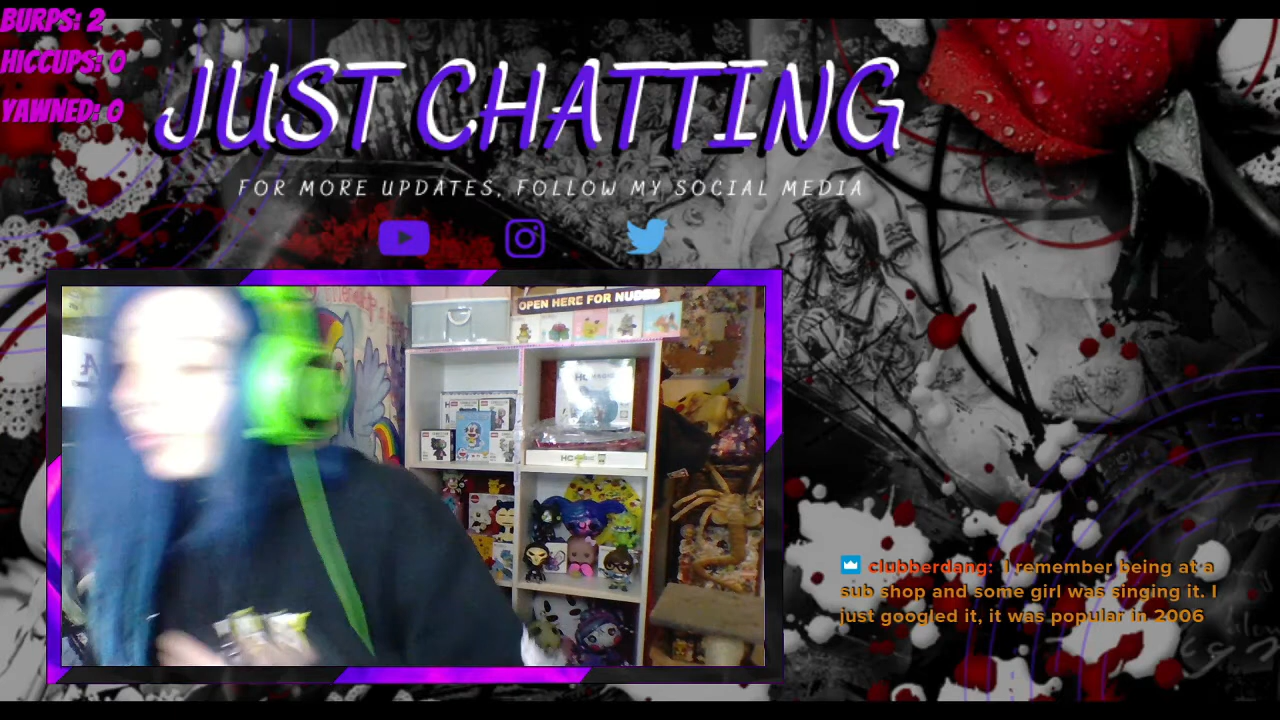 BURPS: 2
HICCUPS: 0
YAWNED: 0
JUST CHATTING
FOR MORE UPDATES, FOLLOW MY SOCIAL MEDIA
OPEN HERE FOR NUDES
clubberdang: I remember being at a
sub shop and some girl was singing it. I
just googled it, it was popular in 2006